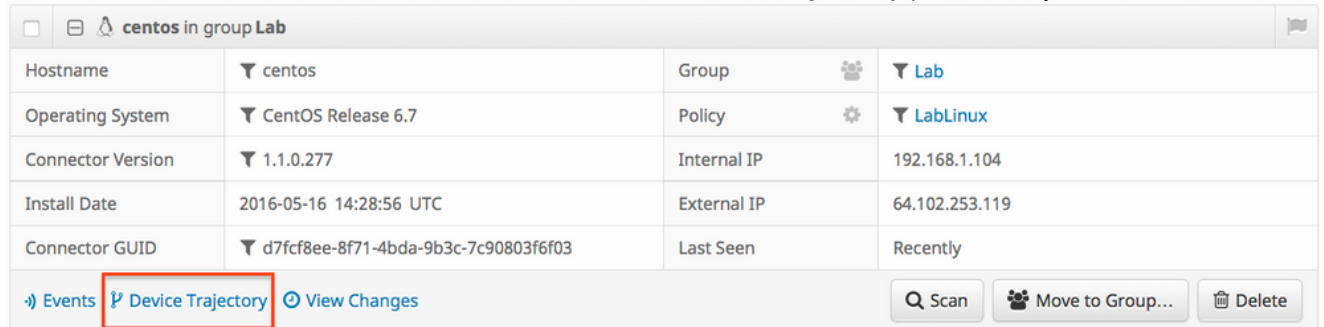 centos in group Lab
Hostname centos Group Lab
Operating System CentOS Release 6.7 Policy LabLinux
Connector Version 1.1.0.277 Internal IP 192.168.1.104
Install Date 2016-05-16 14:28:56 UTC External IP 64.102.253.119
Connector GUID d7fcf8ee-8f71-4bda-9b3c-7c90803f6f03 Last Seen Recently
Events Device Trajectory View Changes Scan Move to Group... Delete